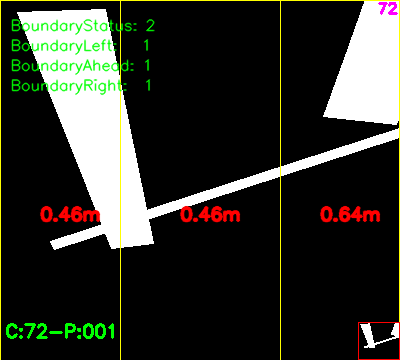 72
BoundaryStatus: 2
BoundaryLeft: 1
BoundaryAhead: 1
BoundaryRight: 1
0.46m 0.46m 0.64m
C:72-P:001